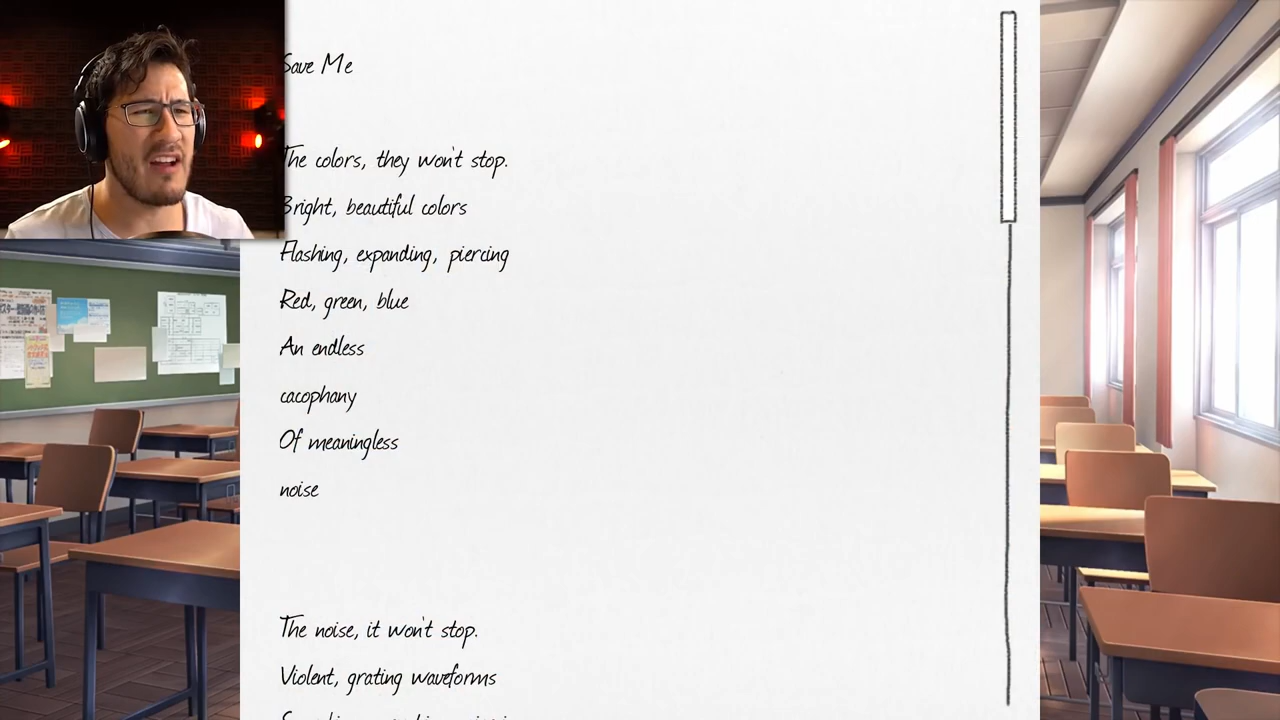 Save Me
The colors, they won't stop.
Bright, beautiful colors
Flashing, expanding, piercing
Red, green, blue
An endless
cacophany
Of meaningless
noise
The noise, it won't stop.
Violent, grating waveforms